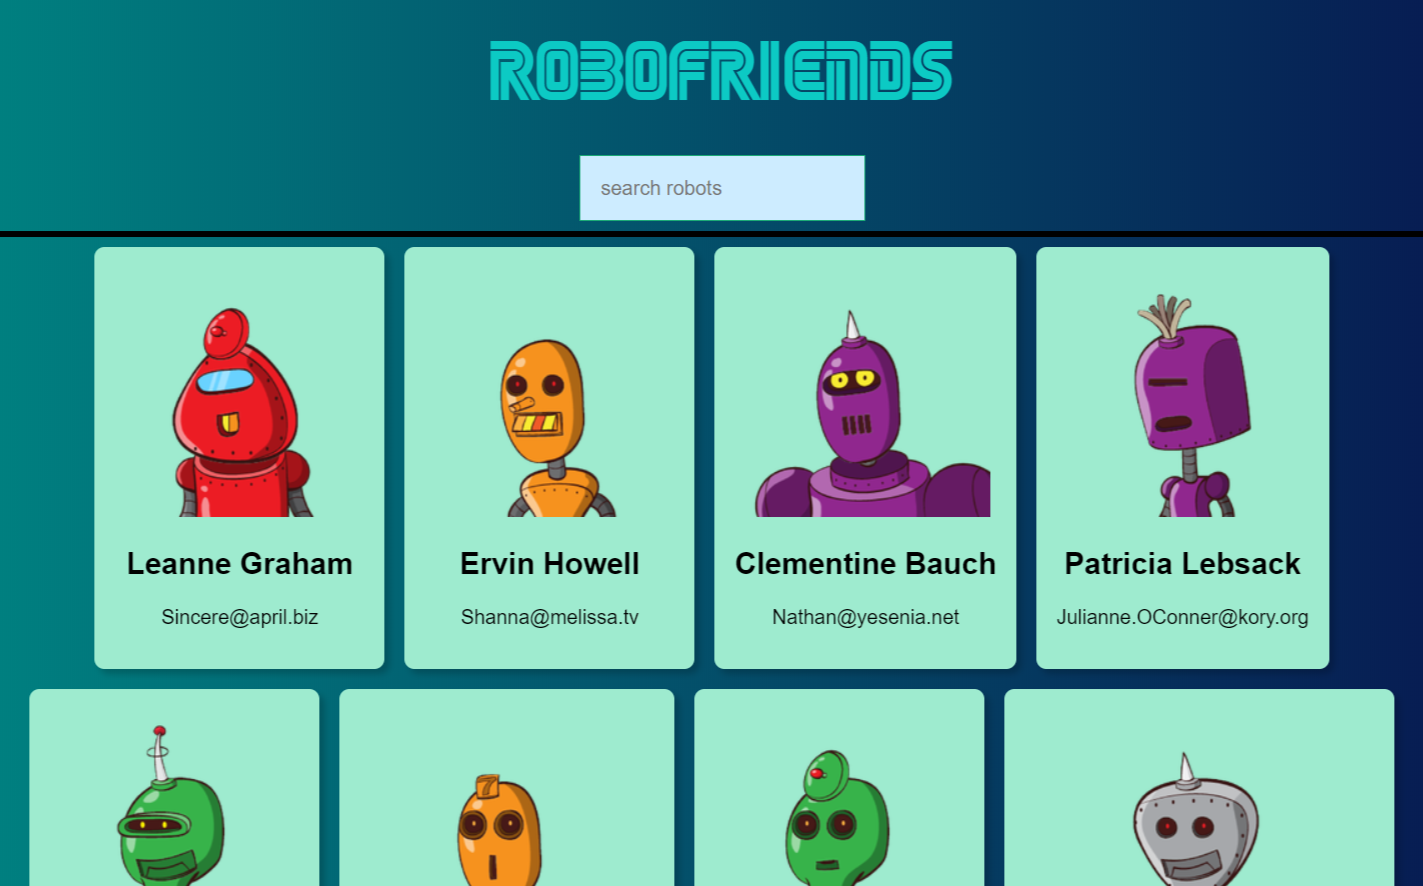 ROBOFRIENDS
search robots
Leanne Graham
Ervin Howell
Clementine Bauch
Patricia Lebsack
Sincere@april.biz
Shanna@melissa.tv
Nathan@yesenia.net
Julianne.OConner@kory.org